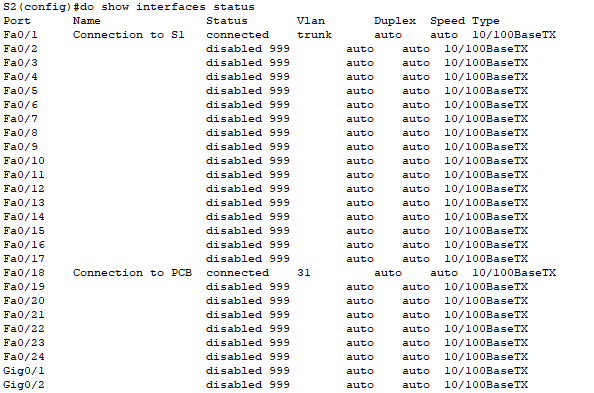 S2(config)#do show interfaces status
Port      Name               Status       Vlan       Duplex  Speed Type
Fa0/1     Connection to S1   connected    trunk      auto    auto  10/100BaseTX
Fa0/2                        disabled 999        auto    auto  10/100BaseTX
Fa0/3                        disabled 999        auto    auto  10/100BaseTX
Fa0/4                        disabled 999        auto    auto  10/100BaseTX
Fa0/5                        disabled 999        auto    auto  10/100BaseTX
Fa0/6                        disabled 999        auto    auto  10/100BaseTX
Fa0/7                        disabled 999        auto    auto  10/100BaseTX
Fa0/8                        disabled 999        auto    auto  10/100BaseTX
Fa0/9                        disabled 999        auto    auto  10/100BaseTX
Fa0/10                       disabled 999        auto    auto  10/100BaseTX
Fa0/11                       disabled 999        auto    auto  10/100BaseTX
Fa0/12                       disabled 999        auto    auto  10/100BaseTX
Fa0/13                       disabled 999        auto    auto  10/100BaseTX
Fa0/14                       disabled 999        auto    auto  10/100BaseTX
Fa0/15                       disabled 999        auto    auto  10/100BaseTX
Fa0/16                       disabled 999        auto    auto  10/100BaseTX
Fa0/17                       disabled 999        auto    auto  10/100BaseTX
Fa0/18    Connection to PCB  connected    31         auto    auto  10/100BaseTX
Fa0/19                       disabled 999        auto    auto  10/100BaseTX
Fa0/20                       disabled 999        auto    auto  10/100BaseTX
Fa0/21                       disabled 999        auto    auto  10/100BaseTX
Fa0/22                       disabled 999        auto    auto  10/100BaseTX
Fa0/23                       disabled 999        auto    auto  10/100BaseTX
Fa0/24                       disabled 999        auto    auto  10/100BaseTX
Gig0/1                       disabled 999        auto    auto  10/100BaseTX
Gig0/2                       disabled 999        auto    auto  10/100BaseTX